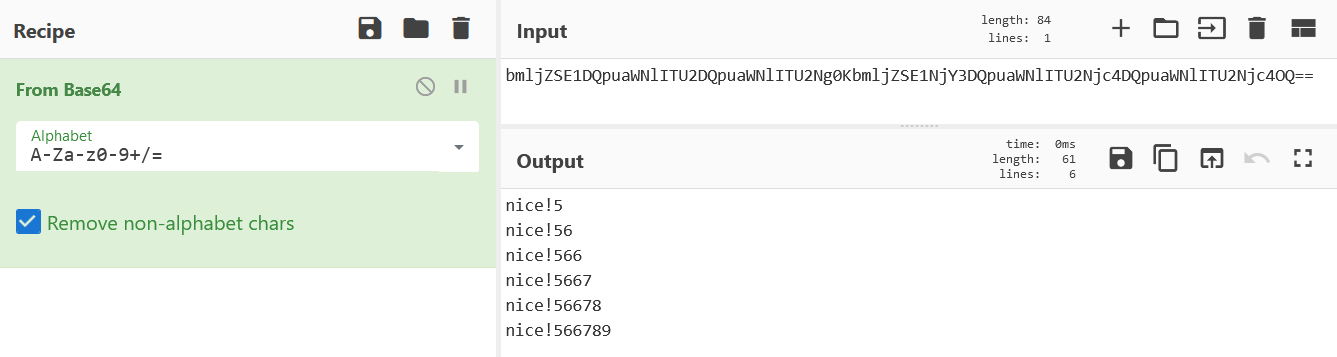 Recipe
From Base64
Alphabet
A-Za-z0-9+/=
Remove non-alphabet chars
Input
length: 84
lines: 1
bmljZSE1DQpuaWNlITU2DQpuaWNlITU2Ng0KbmljZSE1NjY3DQpuaWNlITU2Njc4DQpuaWNlITU2Njc4OQ==
Output
time: 0ms
length: 61
lines: 6
nice!5
nice!56
nice!566
nice!5667
nice!56678
nice!566789